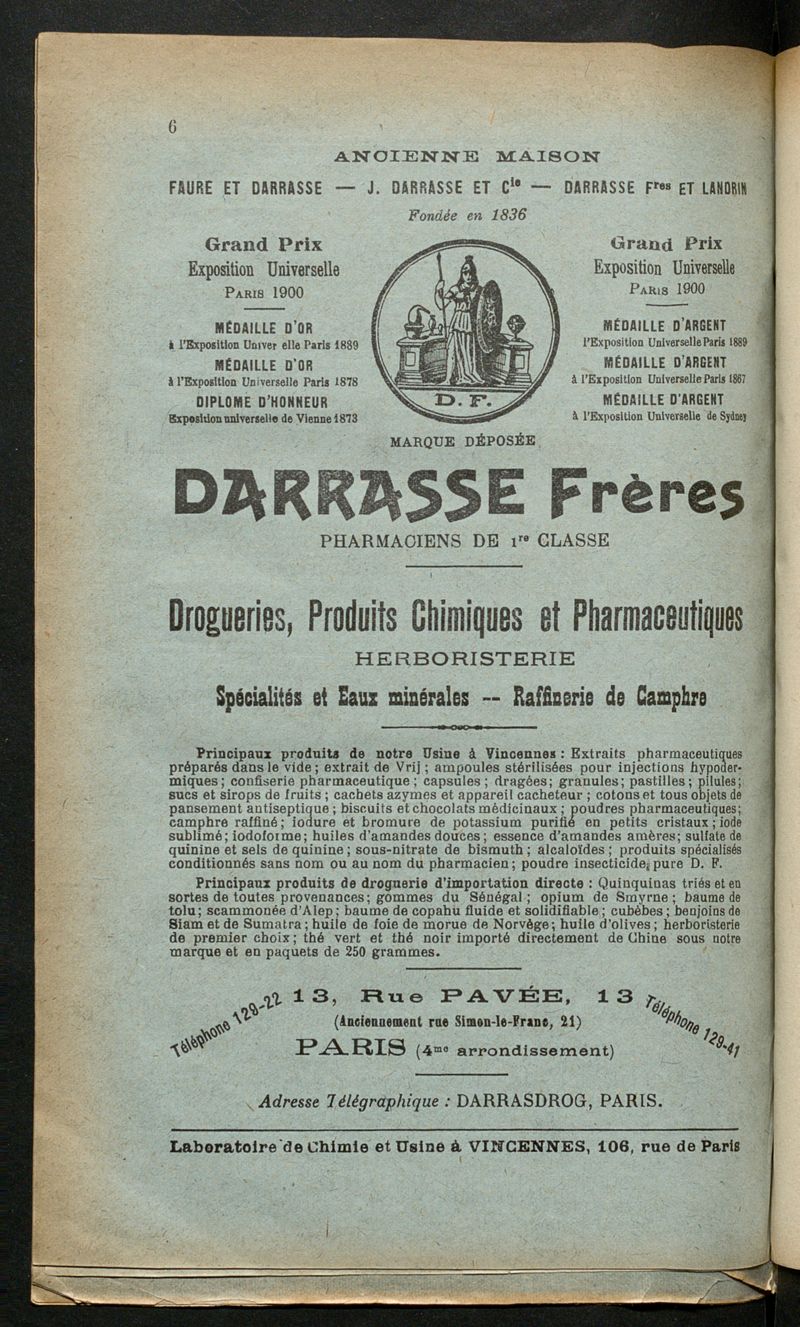 6
ANCIENNE MAISON
FAURE ET DARRASSE — J. DARRASSE ET Cie — DARRASSE Fres ET LANDRIN
Fondée en 1836
Grand Prix
Exposition Universelle
PARIS 1900
MÉDAILLE D'OR
à l'Exposition Univer elle Paris 1889
MÉDAILLE D'OR
à l'Exposition Universelle Paris 1878
DIPLOME D'HONNEUR
Exposition universelle de Vienne 1873
D. F.
MARQUE DÉPOSÉE
Grand Prix
Exposition Universelle
PARIS 1900
MÉDAILLE D'ARGENT
l'Exposition Universelle Paris 1889
MÉDAILLE D'ARGENT
à l'Exposition Universelle Paris 1867
MÉDAILLE D'ARGENT
à l'Exposition Universelle de Sydney
DARRASSE Frères
PHARMACIENS DE 1re CLASSE
Drogueries, Produits Chimiques et Pharmaceutiques
HERBORISTERIE
Spécialités et Eaux minérales -- Raffinerie de Camphre
Principaux produits de notre Usine à Vincennes : Extraits pharmaceutiques
préparés dans le vide ; extrait de Vrij ; ampoules stérilisées pour injections hypoder-
miques ; confiserie pharmaceutique ; capsules ; dragées ; granules ; pastilles ; pilules ;
sucs et sirops de fruits ; cachets azymes et appareil cacheteur ; cotons et tous objets de
pansement antiseptique ; biscuits et chocolats médicinaux ; poudres pharmaceutiques ;
camphre raffiné ; iodure et bromure de potassium purifié en petits cristaux ; iode
sublimé ; iodoforme ; huiles d'amandes douces ; essence d'amandes amères ; sulfate de
quinine et sels de quinine ; sous-nitrate de bismuth ; alcaloïdes ; produits spécialisés
conditionnés sans nom ou au nom du pharmacien ; poudre insecticide pure D. F.
Principaux produits de droguerie d'importation directe : Quinquinas triés et en
sortes de toutes provenances ; gommes du Sénégal ; opium de Smyrne ; baume de
tolu ; scammonée d'Alep ; baume de copahu fluide et solidifiable ; cubèbes ; benjoins de
Siam et de Sumatra ; huile de foie de morue de Norvège ; huile d'olives ; herboristerie
de premier choix ; thé vert et thé noir importé directement de Chine sous notre
marque et en paquets de 250 grammes.
Téléphone 129-22
13, Rue PAVÉE, 13
(Anciennement rue Simon-le-Franc, 21)
PARIS (4me arrondissement)
Téléphone 129-41
Adresse Télégraphique : DARRASDROG, PARIS.
Laboratoire de Chimie et Usine à VINCENNES, 106, rue de Paris